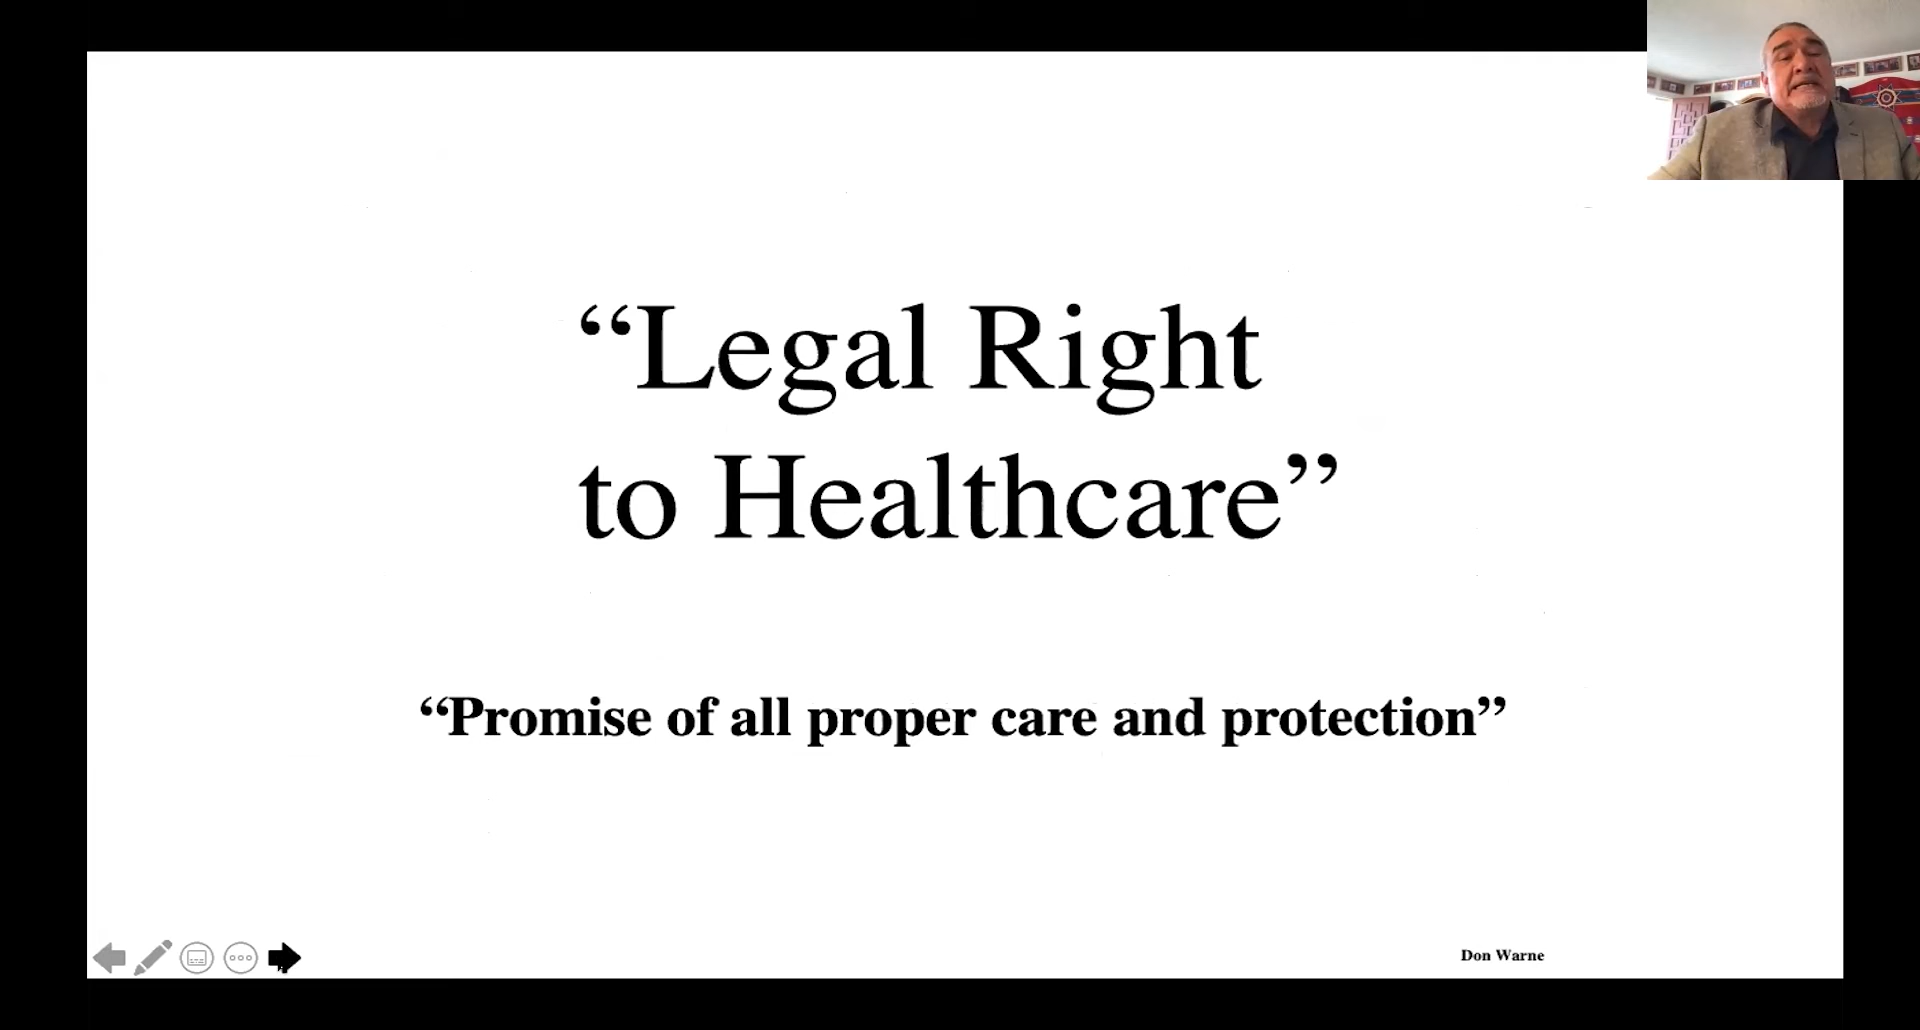 “Legal Right
to Healthcare”
“Promise of all proper care and protection”
Don Warne